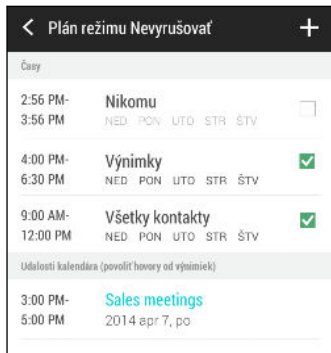 Plán režimu Nevyrušovať
Časy
2:56 PM- Nikomu
3:56 PM NED PON UTO STR ŠTV
4:00 PM- Výnimky
6:30 PM NED PON UTO STR ŠTV
9:00 AM- Všetky kontakty
12:00 PM NED PON UTO STR ŠTV
Udalosti kalendára (povoliť hovory od výnimiek)
3:00 PM- Sales meetings
5:00 PM 2014 apr 7, po